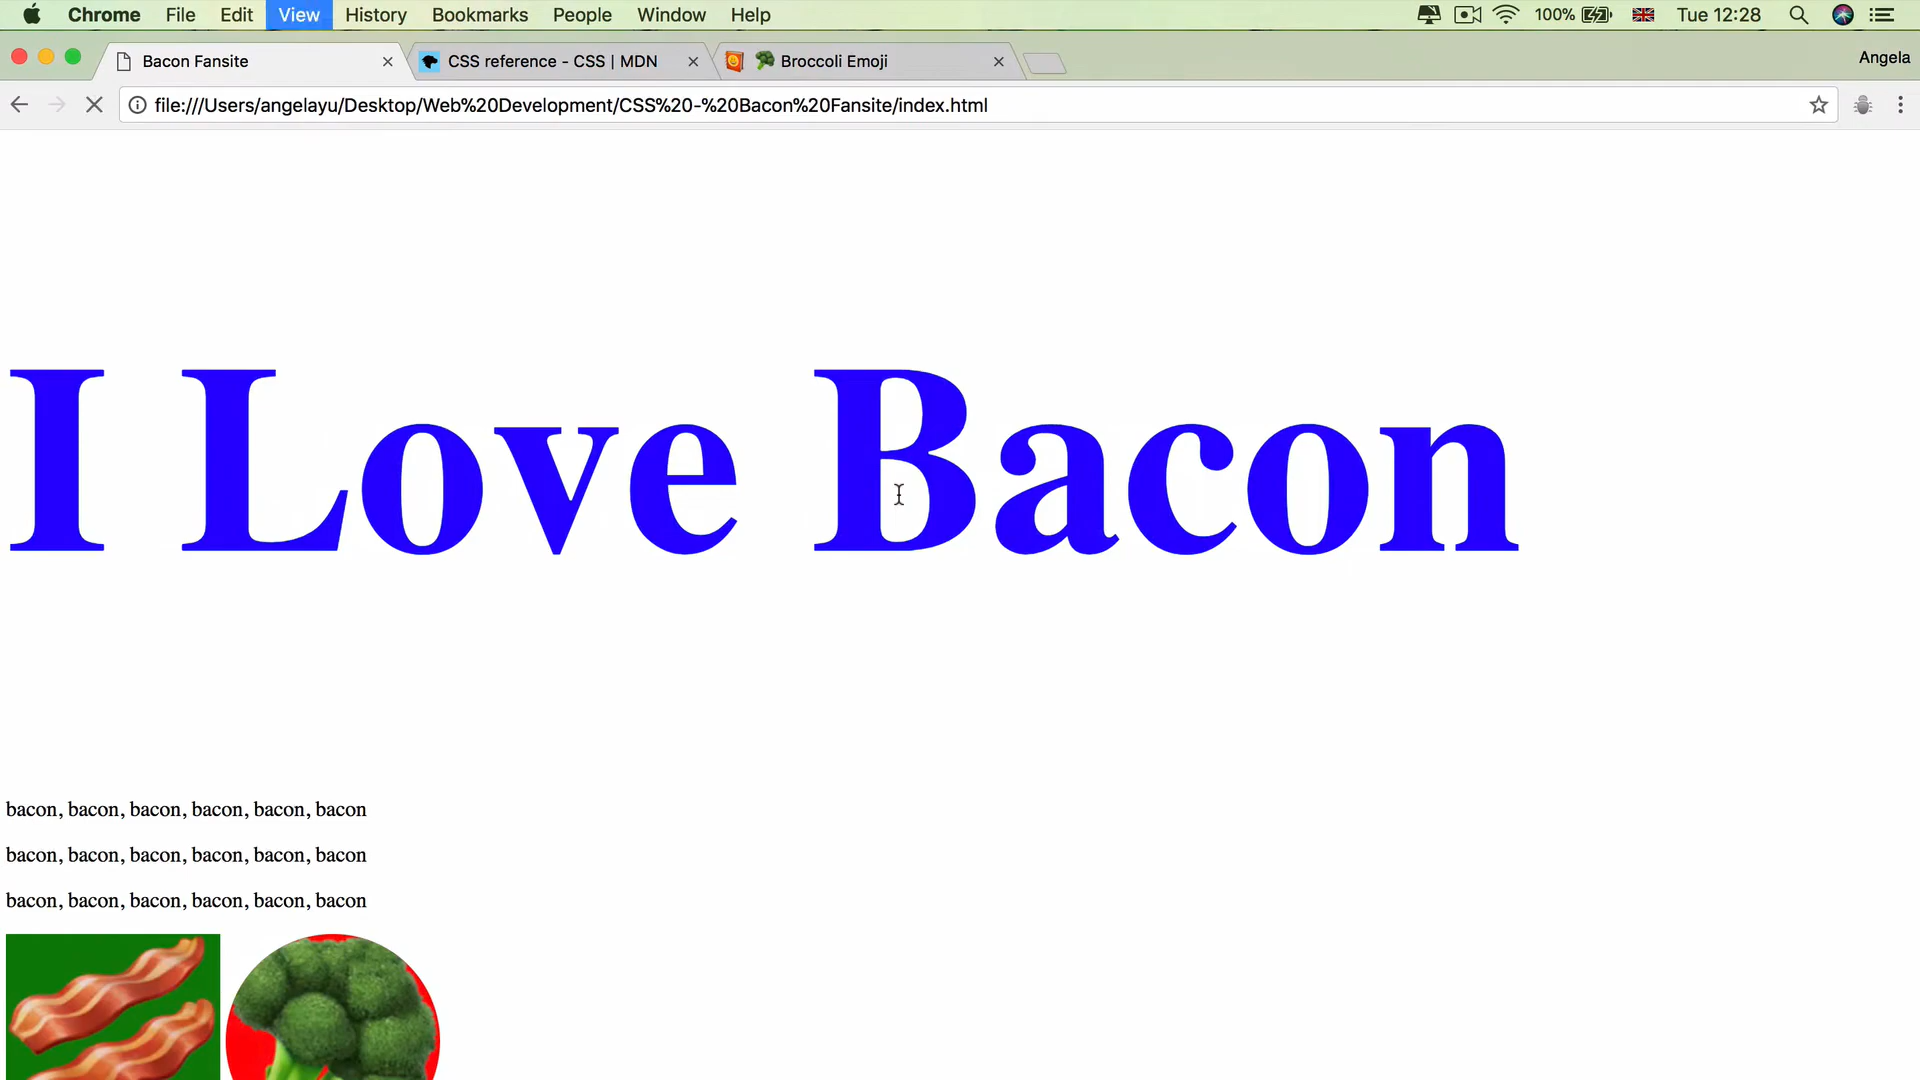 Chrome File Edit View History Bookmarks People Window Help 100% Tue 12:28
Bacon Fansite CSS reference - CSS | MDN Broccoli Emoji Angela
file:///Users/angelayu/Desktop/Web%20Development/CSS%20-%20Bacon%20Fansite/index.html
I Love Bacon
bacon, bacon, bacon, bacon, bacon, bacon
bacon, bacon, bacon, bacon, bacon, bacon
bacon, bacon, bacon, bacon, bacon, bacon